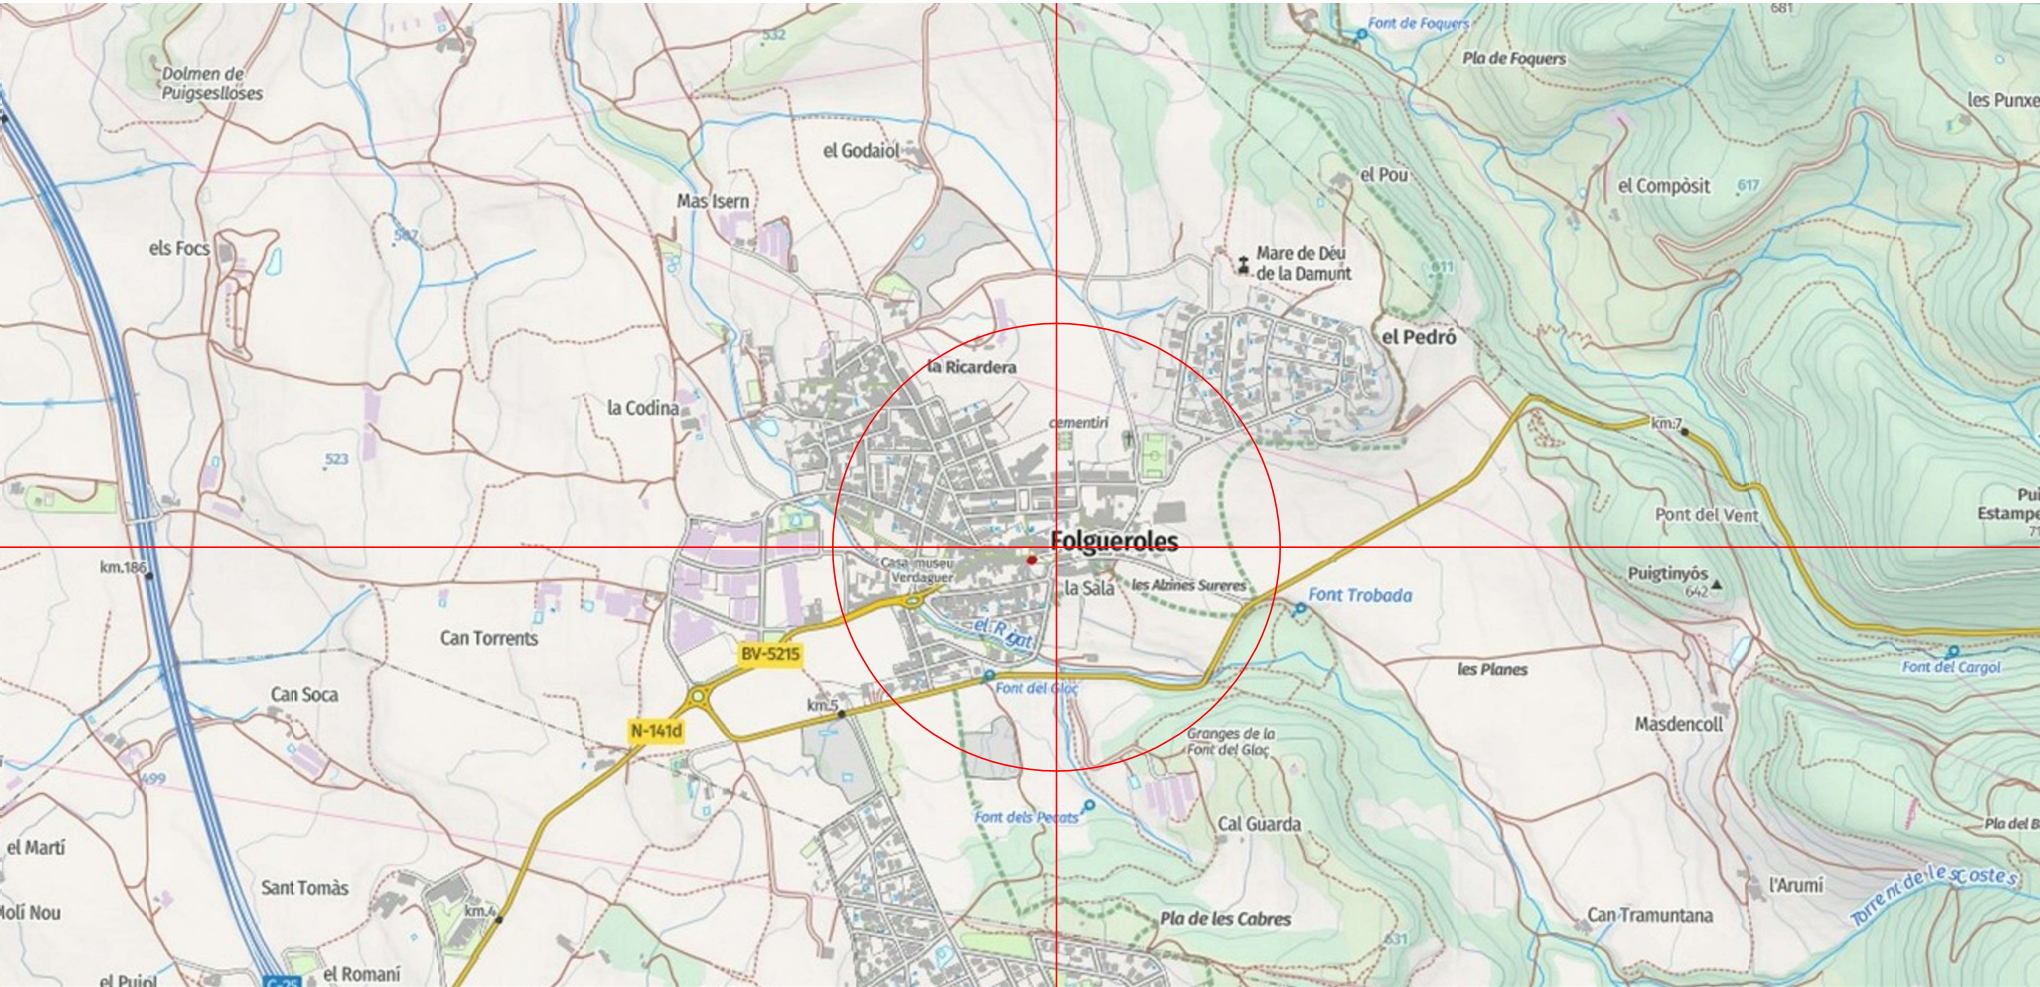 681
Font de Foquers
532
Pla de Foquers
Dolmen de
Puigseslloses
les Punxe
el Godaiol
el Pou
el Compòsit
617
Mas Isern
507
els Focs
Mare de Déu
de la Damunt
611
el Pedró
la Ricardera
la Codina
cementiri
km.7
523
Pui
Estampe
71
Pont del Vent
Folgueroles
km.186
Casa museu
Verdaguer
la Sala
les Alzines Sureres
Font Trobada
Puigtinyós
642
el Rigat
Can Torrents
BV-5215
les Planes
Font del Cargol
Can Soca
Font del Glaç
km.5
N-141d
Masdencoll
Granges de la
Font del Glaç
499
Font dels Pecats
Cal Guarda
Pla del B
el Martí
Sant Tomàs
l'Arumí
Torrent de les Costes
Molí Nou
km.4
Pla de les Cabres
Can Tramuntana
631
el Romaní
el Pujol
C-25